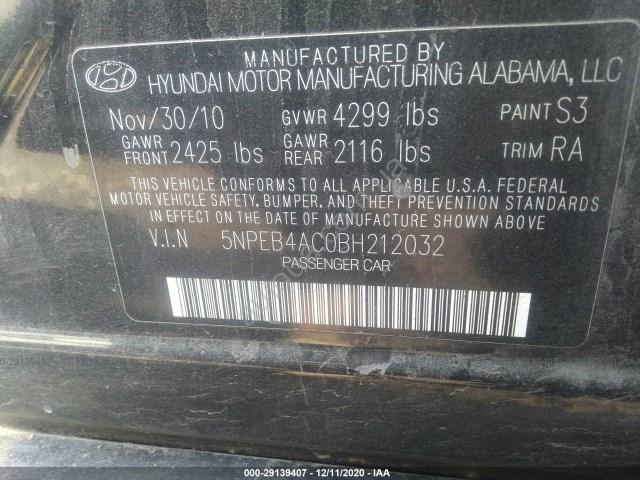 MANUFACTURED BY
HYUNDAI MOTOR MANUFACTURING ALABAMA, LLC
Nov/30/10 GVWR 4299 lbs PAINT S3
GAWR FRONT 2425 lbs GAWR REAR 2116 lbs TRIM RA
THIS VEHICLE CONFORMS TO ALL APPLICABLE U.S.A. FEDERAL
MOTOR VEHICLE SAFETY, BUMPER, AND THEFT PREVENTION STANDARDS
IN EFFECT ON THE DATE OF MANUFACTURE SHOWN ABOVE.
V.I.N 5NPEB4AC0BH212032
PASSENGER CAR
000-29139407 - 12/11/2020 - IAA